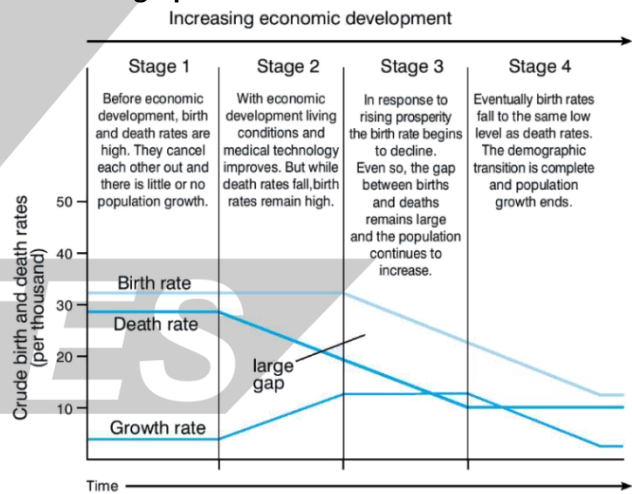 Increasing economic development
Stage 1
Stage 2
Stage 3
Stage 4
Before economic
development, birth
and death rates are
high. They cancel
each other out and
there is little or no
population growth.
With economic
development living
conditions and
medical technology
improves. But while
death rates fall,birth
rates remain high.
In response to
rising prosperity
the birth rate begins
to decline.
Even so, the gap
between births
and deaths
remains large
and the population
continues to
increase.
Eventually birth rates
fall to the same low
level as death rates.
The demographic
transition is complete
and population
growth ends.
Crude birth and death rates
(per thousand)
50
40
30
20
10
Birth rate
Death rate
large
gap
Growth rate
Time
ES